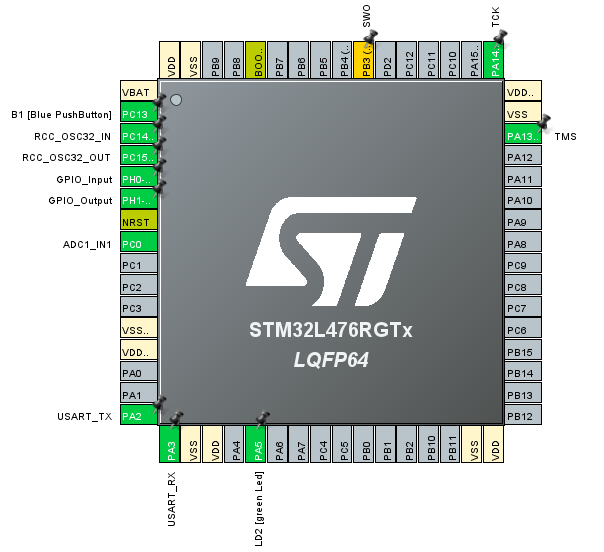 SWO
TCK
VDD
VSS
PB9
PB8
BOO..
PB7
PB6
PB5
PB4 (..
PB3 (..
PD2
PC12
PC11
PC10
PA15..
PA14..
VBAT
B1 [Blue PushButton] PC13
RCC_OSC32_IN PC14..
RCC_OSC32_OUT PC15..
GPIO_Input PH0-..
GPIO_Output PH1-..
NRST
ADC1_IN1 PC0
PC1
PC2
PC3
VSS..
VDD..
PA0
PA1
USART_TX PA2
STM32L476RGTx
LQFP64
VDD..
VSS
PA13.. TMS
PA12
PA11
PA10
PA9
PA8
PC9
PC8
PC7
PC6
PB15
PB14
PB13
PB12
PA3
VSS
VDD
PA4
PA5
PA6
PA7
PC4
PC5
PB0
PB1
PB2
PB10
PB11
VSS
VDD
USART_RX
LD2 [green Led]